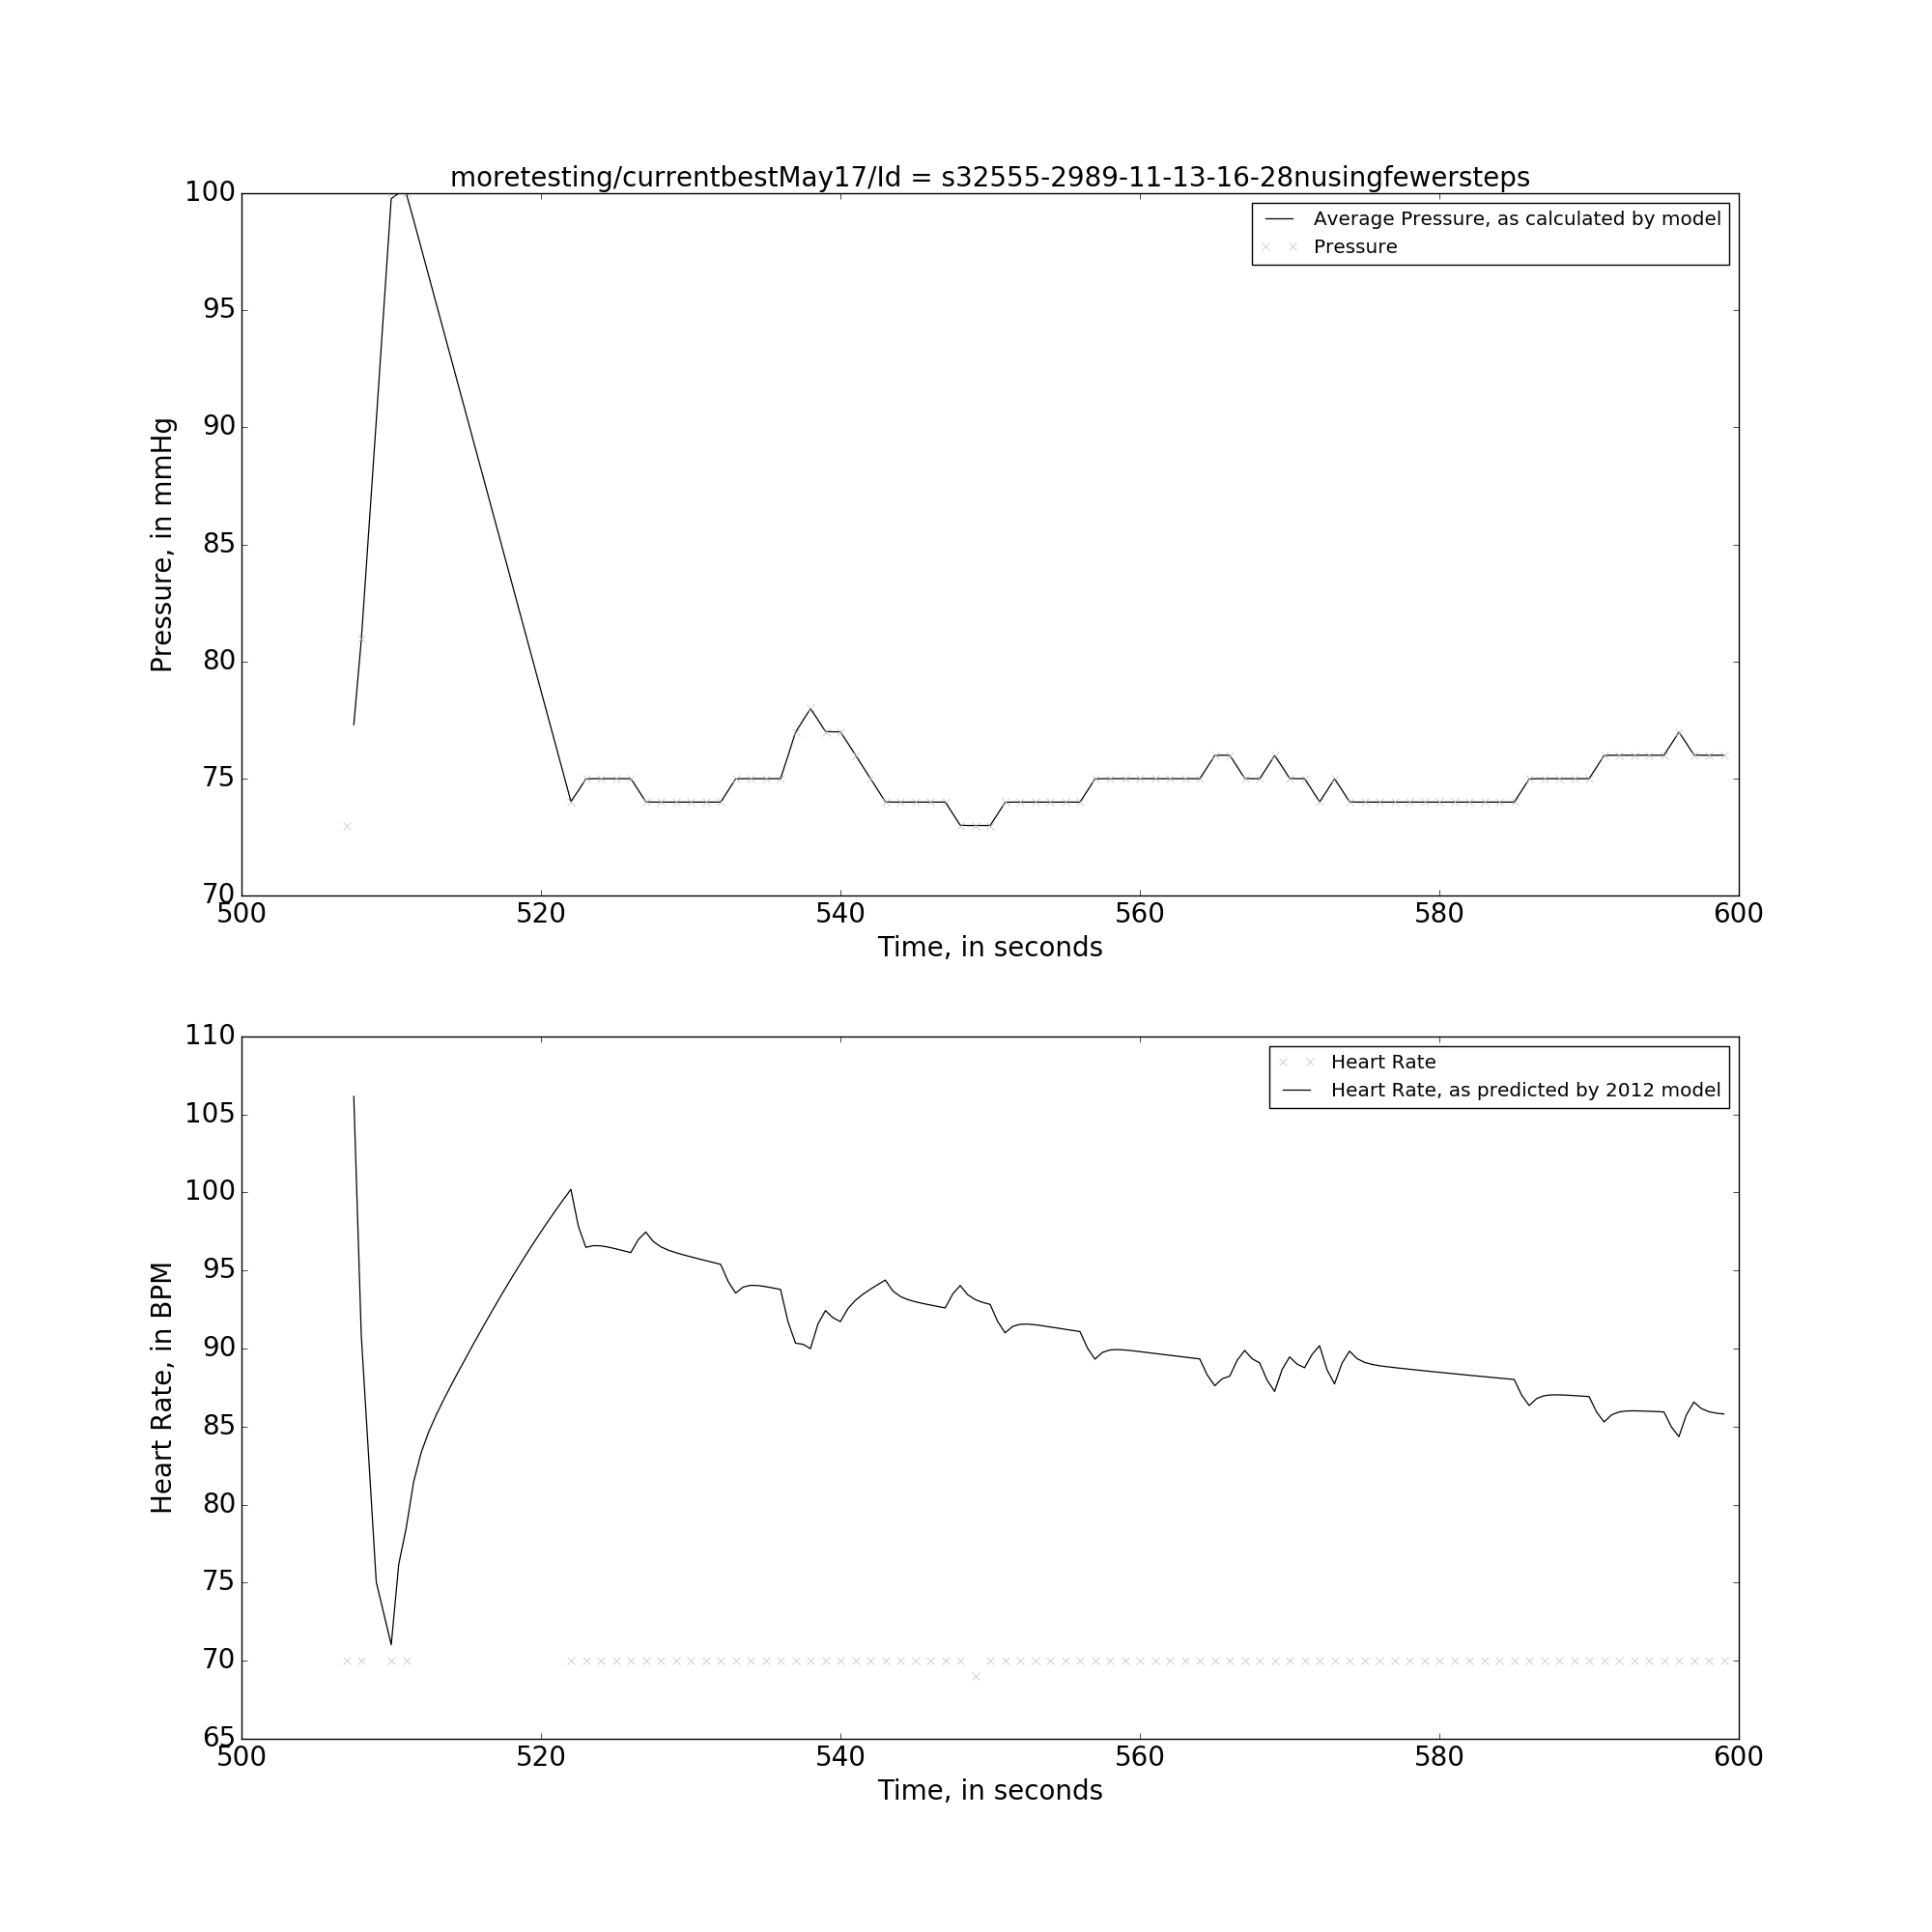 moretesting/currentbestMay17/Id = s32555-2989-11-13-16-28nusingfewersteps
100
95
90
85
80
75
70
Pressure, in mmHg
Average Pressure, as calculated by model
Pressure
500 520 540 560 580 600
Time, in seconds
110
105
100
95
90
85
80
75
70
65
Heart Rate, in BPM
Heart Rate
Heart Rate, as predicted by 2012 model
500 520 540 560 580 600
Time, in seconds